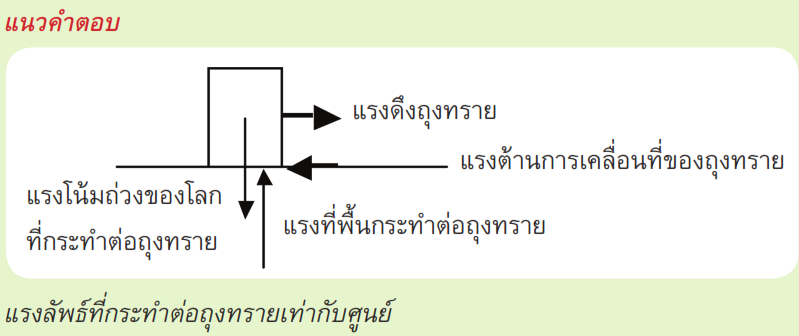 แนวคำตอบ
แรงดึงถุงทราย
แรงต้านการเคลื่อนที่ของถุงทราย
แรงโน้มถ่วงของโลก
ที่กระทำต่อถุงทราย
แรงที่พื้นกระทำต่อถุงทราย
แรงลัพธ์ที่กระทำต่อถุงทรายเท่ากับศูนย์